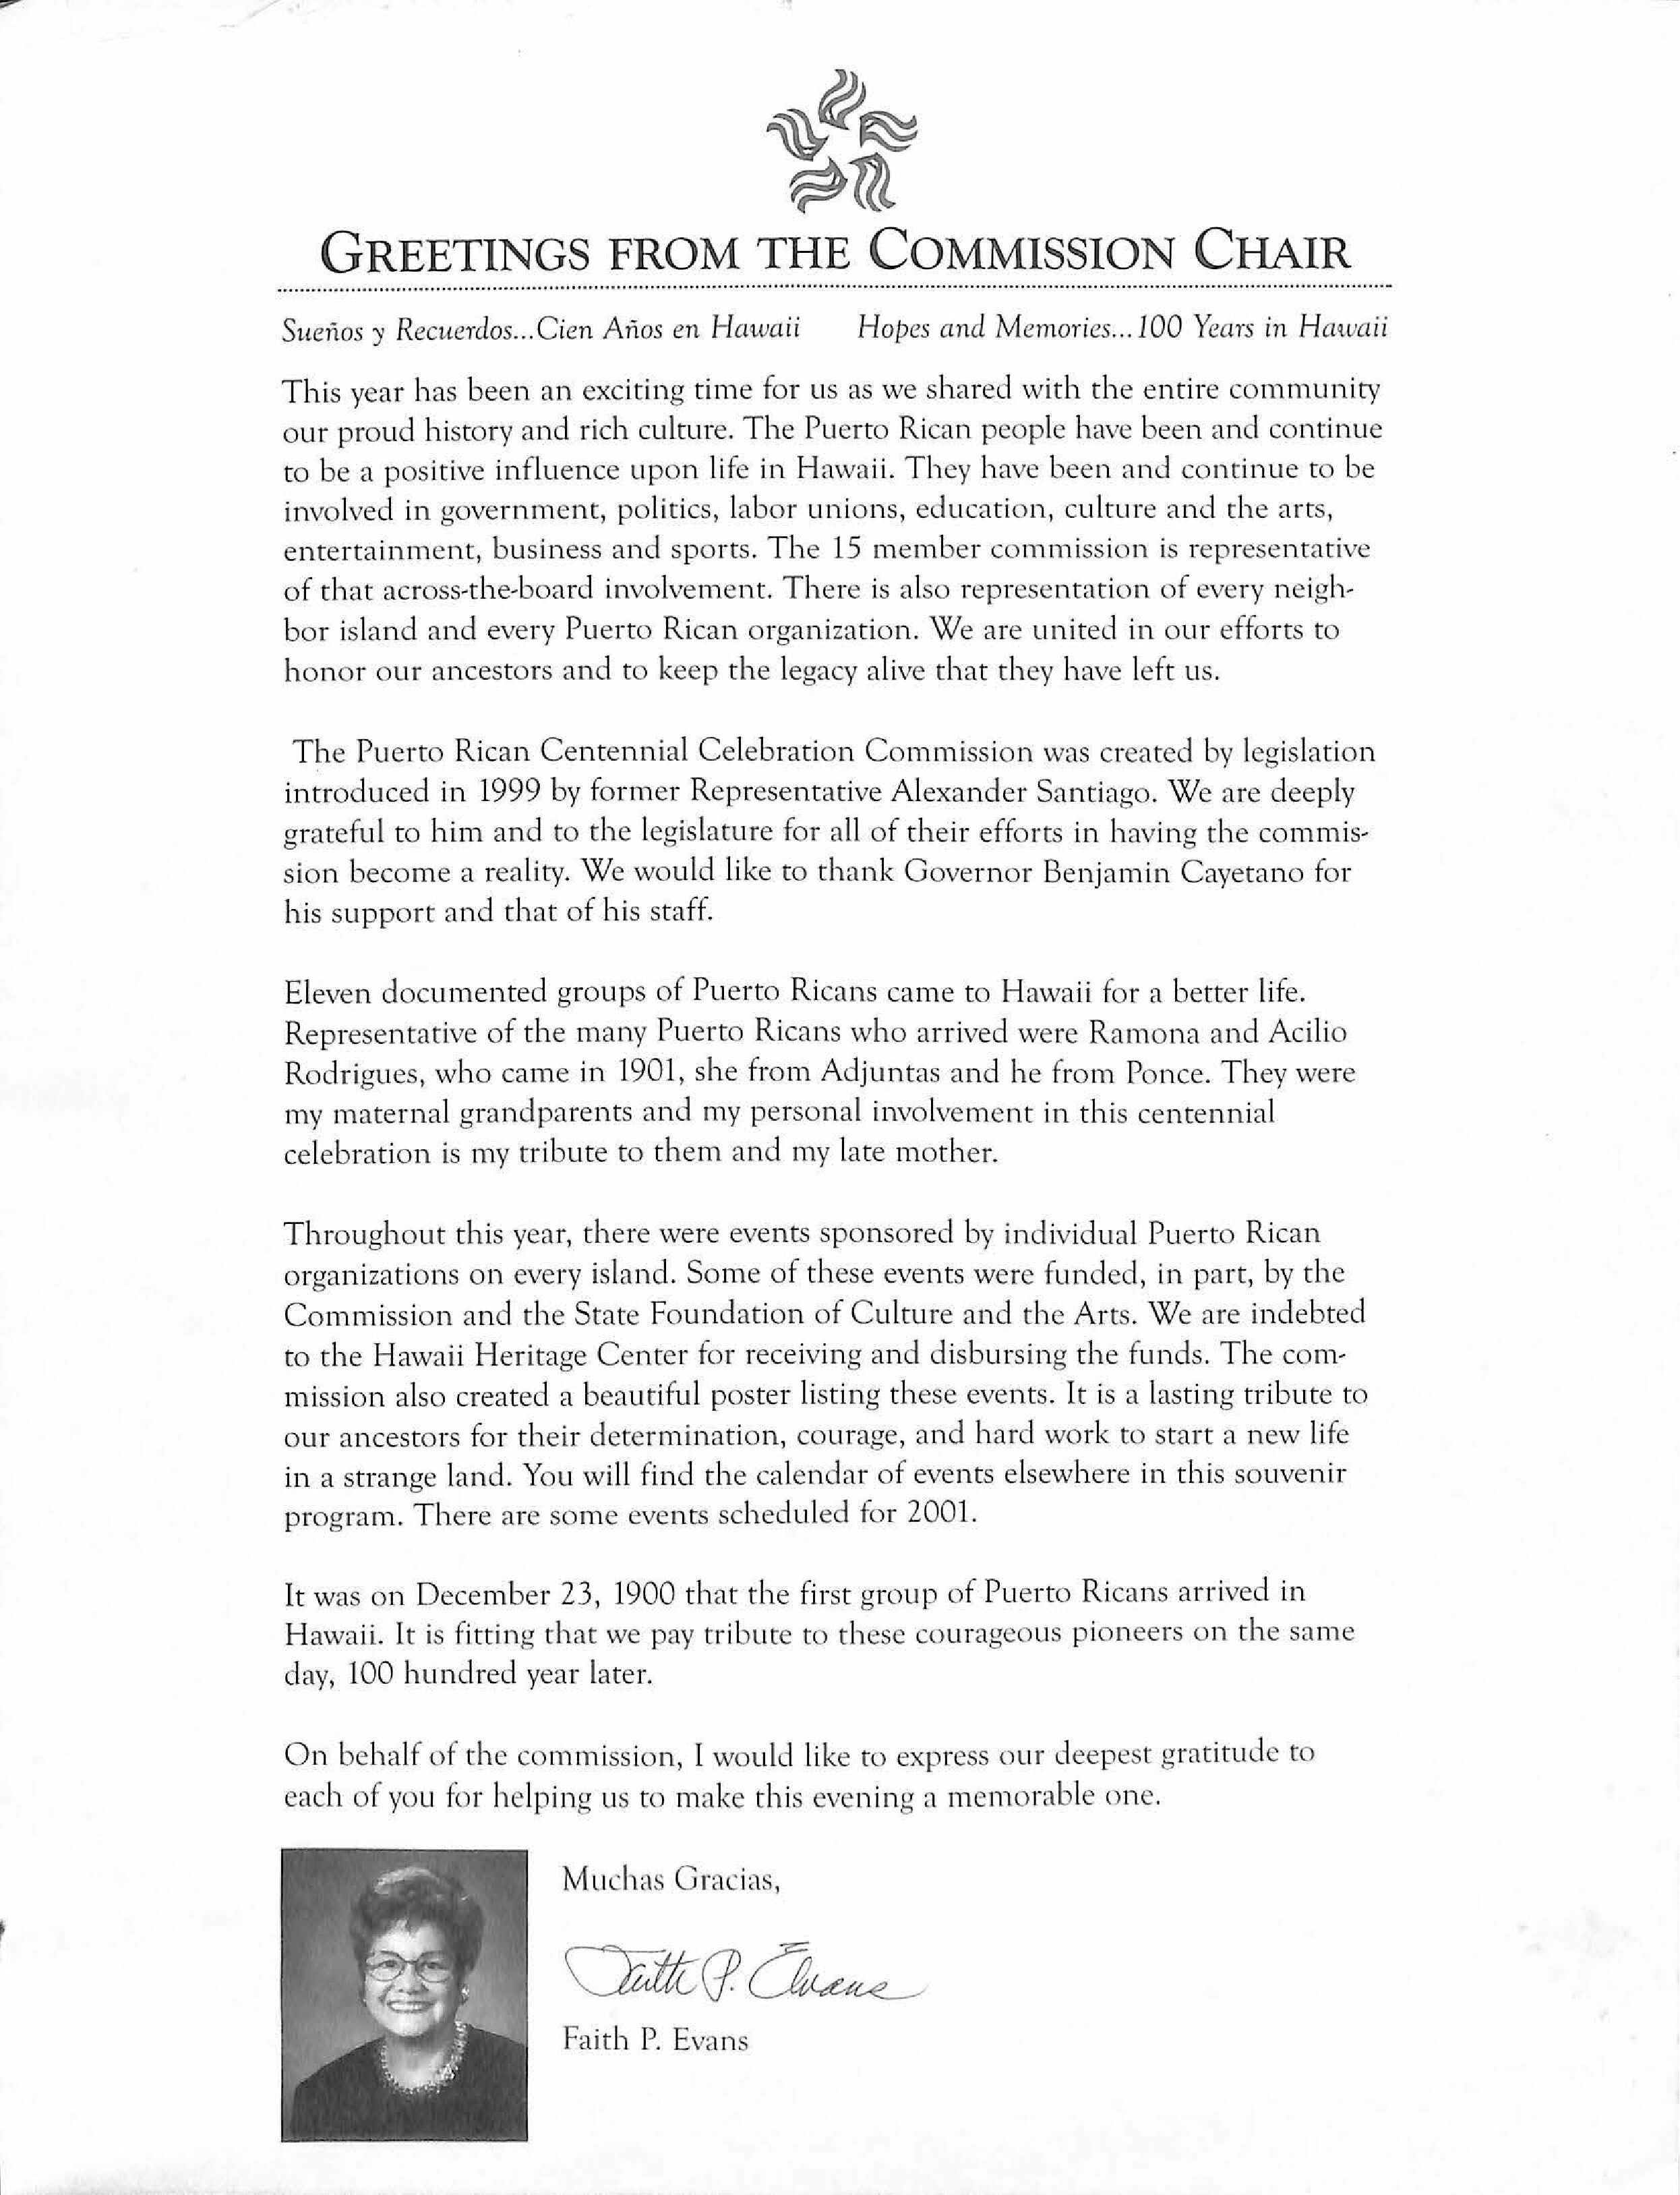 GREETINGS FROM THE COMMISSION CHAIR
Sueños y Recuerdos...Cien Años en Hawaii Hopes and Memories...100 Years in Hawaii
This year has been an exciting time for us as we shared with the entire community
our proud history and rich culture. The Puerto Rican people have been and continue
to be a positive influence upon life in Hawaii. They have been and continue to be
involved in government, politics, labor unions, education, culture and the arts,
entertainment, business and sports. The 15 member commission is representative
of that across-the-board involvement. There is also representation of every neigh-
bor island and every Puerto Rican organization. We are united in our efforts to
honor our ancestors and to keep the legacy alive that they have left us.
The Puerto Rican Centennial Celebration Commission was created by legislation
introduced in 1999 by former Representative Alexander Santiago. We are deeply
grateful to him and to the legislature for all of their efforts in having the commis-
sion become a reality. We would like to thank Governor Benjamin Cayetano for
his support and that of his staff.
Eleven documented groups of Puerto Ricans came to Hawaii for a better life.
Representative of the many Puerto Ricans who arrived were Ramona and Acilio
Rodrigues, who came in 1901, she from Adjuntas and he from Ponce. They were
my maternal grandparents and my personal involvement in this centennial
celebration is my tribute to them and my late mother.
Throughout this year, there were events sponsored by individual Puerto Rican
organizations on every island. Some of these events were funded, in part, by the
Commission and the State Foundation of Culture and the Arts. We are indebted
to the Hawaii Heritage Center for receiving and disbursing the funds. The com-
mission also created a beautiful poster listing these events. It is a lasting tribute to
our ancestors for their determination, courage, and hard work to start a new life
in a strange land. You will find the calendar of events elsewhere in this souvenir
program. There are some events scheduled for 2001.
It was on December 23, 1900 that the first group of Puerto Ricans arrived in
Hawaii. It is fitting that we pay tribute to these courageous pioneers on the same
day, 100 hundred year later.
On behalf of the commission, I would like to express our deepest gratitude to
each of you for helping us to make this evening a memorable one.
Muchas Gracias,
Faith P. Evans
Faith P. Evans